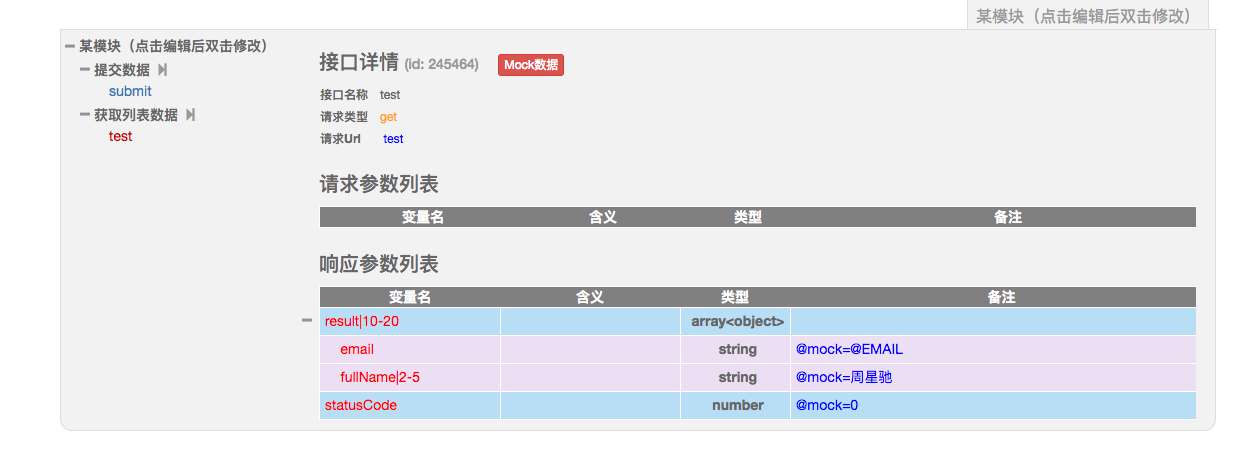 某模块（点击编辑后双击修改）
某模块（点击编辑后双击修改）
提交数据
submit
获取列表数据
test
接口详情 (id: 245464) Mock数据
接口名称 test
请求类型 get
请求Url test
请求参数列表
变量名 含义 类型 备注
响应参数列表
变量名 含义 类型 备注
result|10-20 array<object>
email string @mock=@EMAIL
fullName|2-5 string @mock=周星驰
statusCode number @mock=0